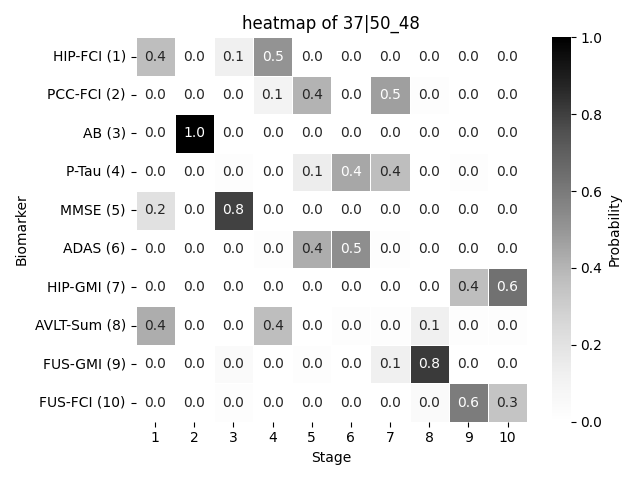 heatmap of 37|50_48
HIP-FCI (1) 0.4 0.0 0.1 0.5 0.0 0.0 0.0 0.0 0.0 0.0
PCC-FCI (2) 0.0 0.0 0.0 0.1 0.4 0.0 0.5 0.0 0.0 0.0
AB (3) 0.0 1.0 0.0 0.0 0.0 0.0 0.0 0.0 0.0 0.0
P-Tau (4) 0.0 0.0 0.0 0.0 0.1 0.4 0.4 0.0 0.0 0.0
MMSE (5) 0.2 0.0 0.8 0.0 0.0 0.0 0.0 0.0 0.0 0.0
ADAS (6) 0.0 0.0 0.0 0.0 0.4 0.5 0.0 0.0 0.0 0.0
HIP-GMI (7) 0.0 0.0 0.0 0.0 0.0 0.0 0.0 0.0 0.4 0.6
AVLT-Sum (8) 0.4 0.0 0.0 0.4 0.0 0.0 0.0 0.1 0.0 0.0
FUS-GMI (9) 0.0 0.0 0.0 0.0 0.0 0.0 0.1 0.8 0.0 0.0
FUS-FCI (10) 0.0 0.0 0.0 0.0 0.0 0.0 0.0 0.0 0.6 0.3
1 2 3 4 5 6 7 8 9 10
Stage
Biomarker
1.0
0.8
0.6
0.4
0.2
0.0
Probability